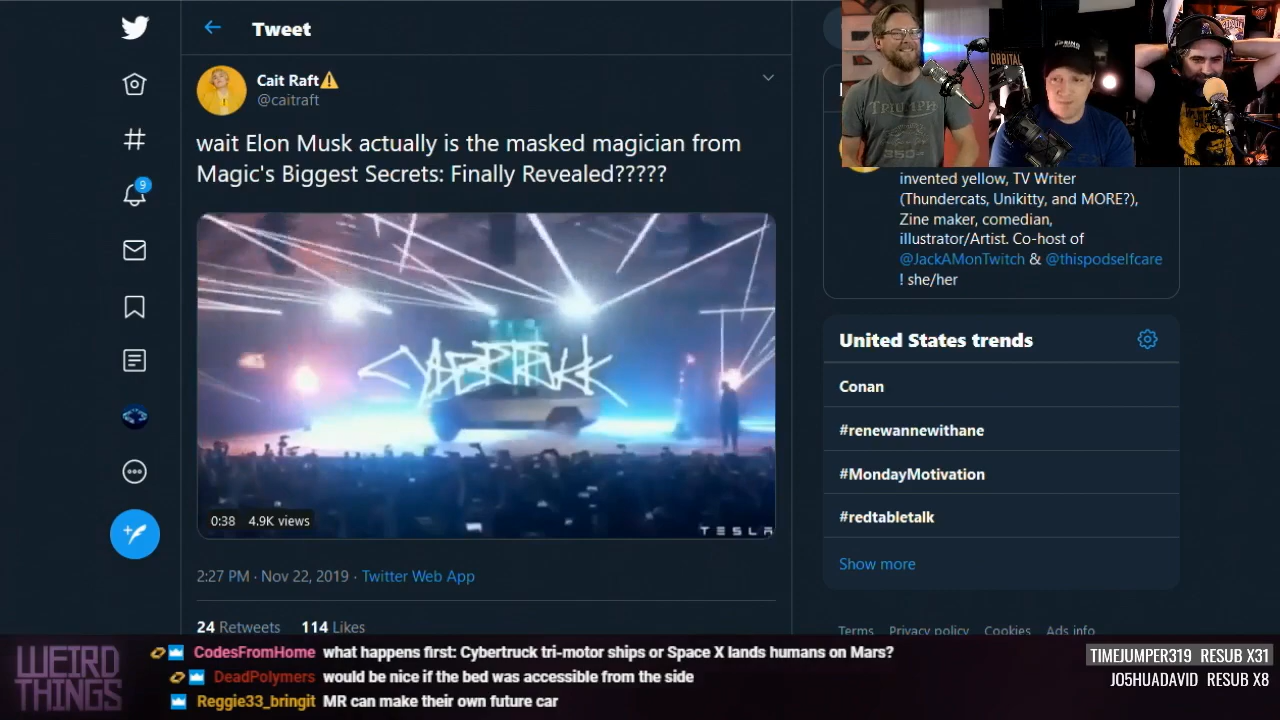 Tweet
Cait Raft⚠️
@caitraft
wait Elon Musk actually is the masked magician from
Magic's Biggest Secrets: Finally Revealed?????
CYBERTRUCK
0:38 4.9K views
TESLA
2:27 PM · Nov 22, 2019 · Twitter Web App
24 Retweets 114 Likes
9
TRIUMPH
ORBITAL
invented yellow, TV Writer
(Thundercats, Unikitty, and MORE?),
Zine maker, comedian,
illustrator/Artist. Co-host of
@JackAMonTwitch & @thispodselfcare
! she/her
United States trends
Conan
#renewannewithane
#MondayMotivation
#redtabletalk
Show more
Terms Privacy policy Cookies Ads info
WEIRD
THINGS
CodesFromHome what happens first: Cybertruck tri-motor ships or Space X lands humans on Mars?
DeadPolymers would be nice if the bed was accessible from the side
Reggie33_bringit MR can make their own future car
TIMEJUMPER319 RESUB X31
JO5HUADAVID RESUB X8